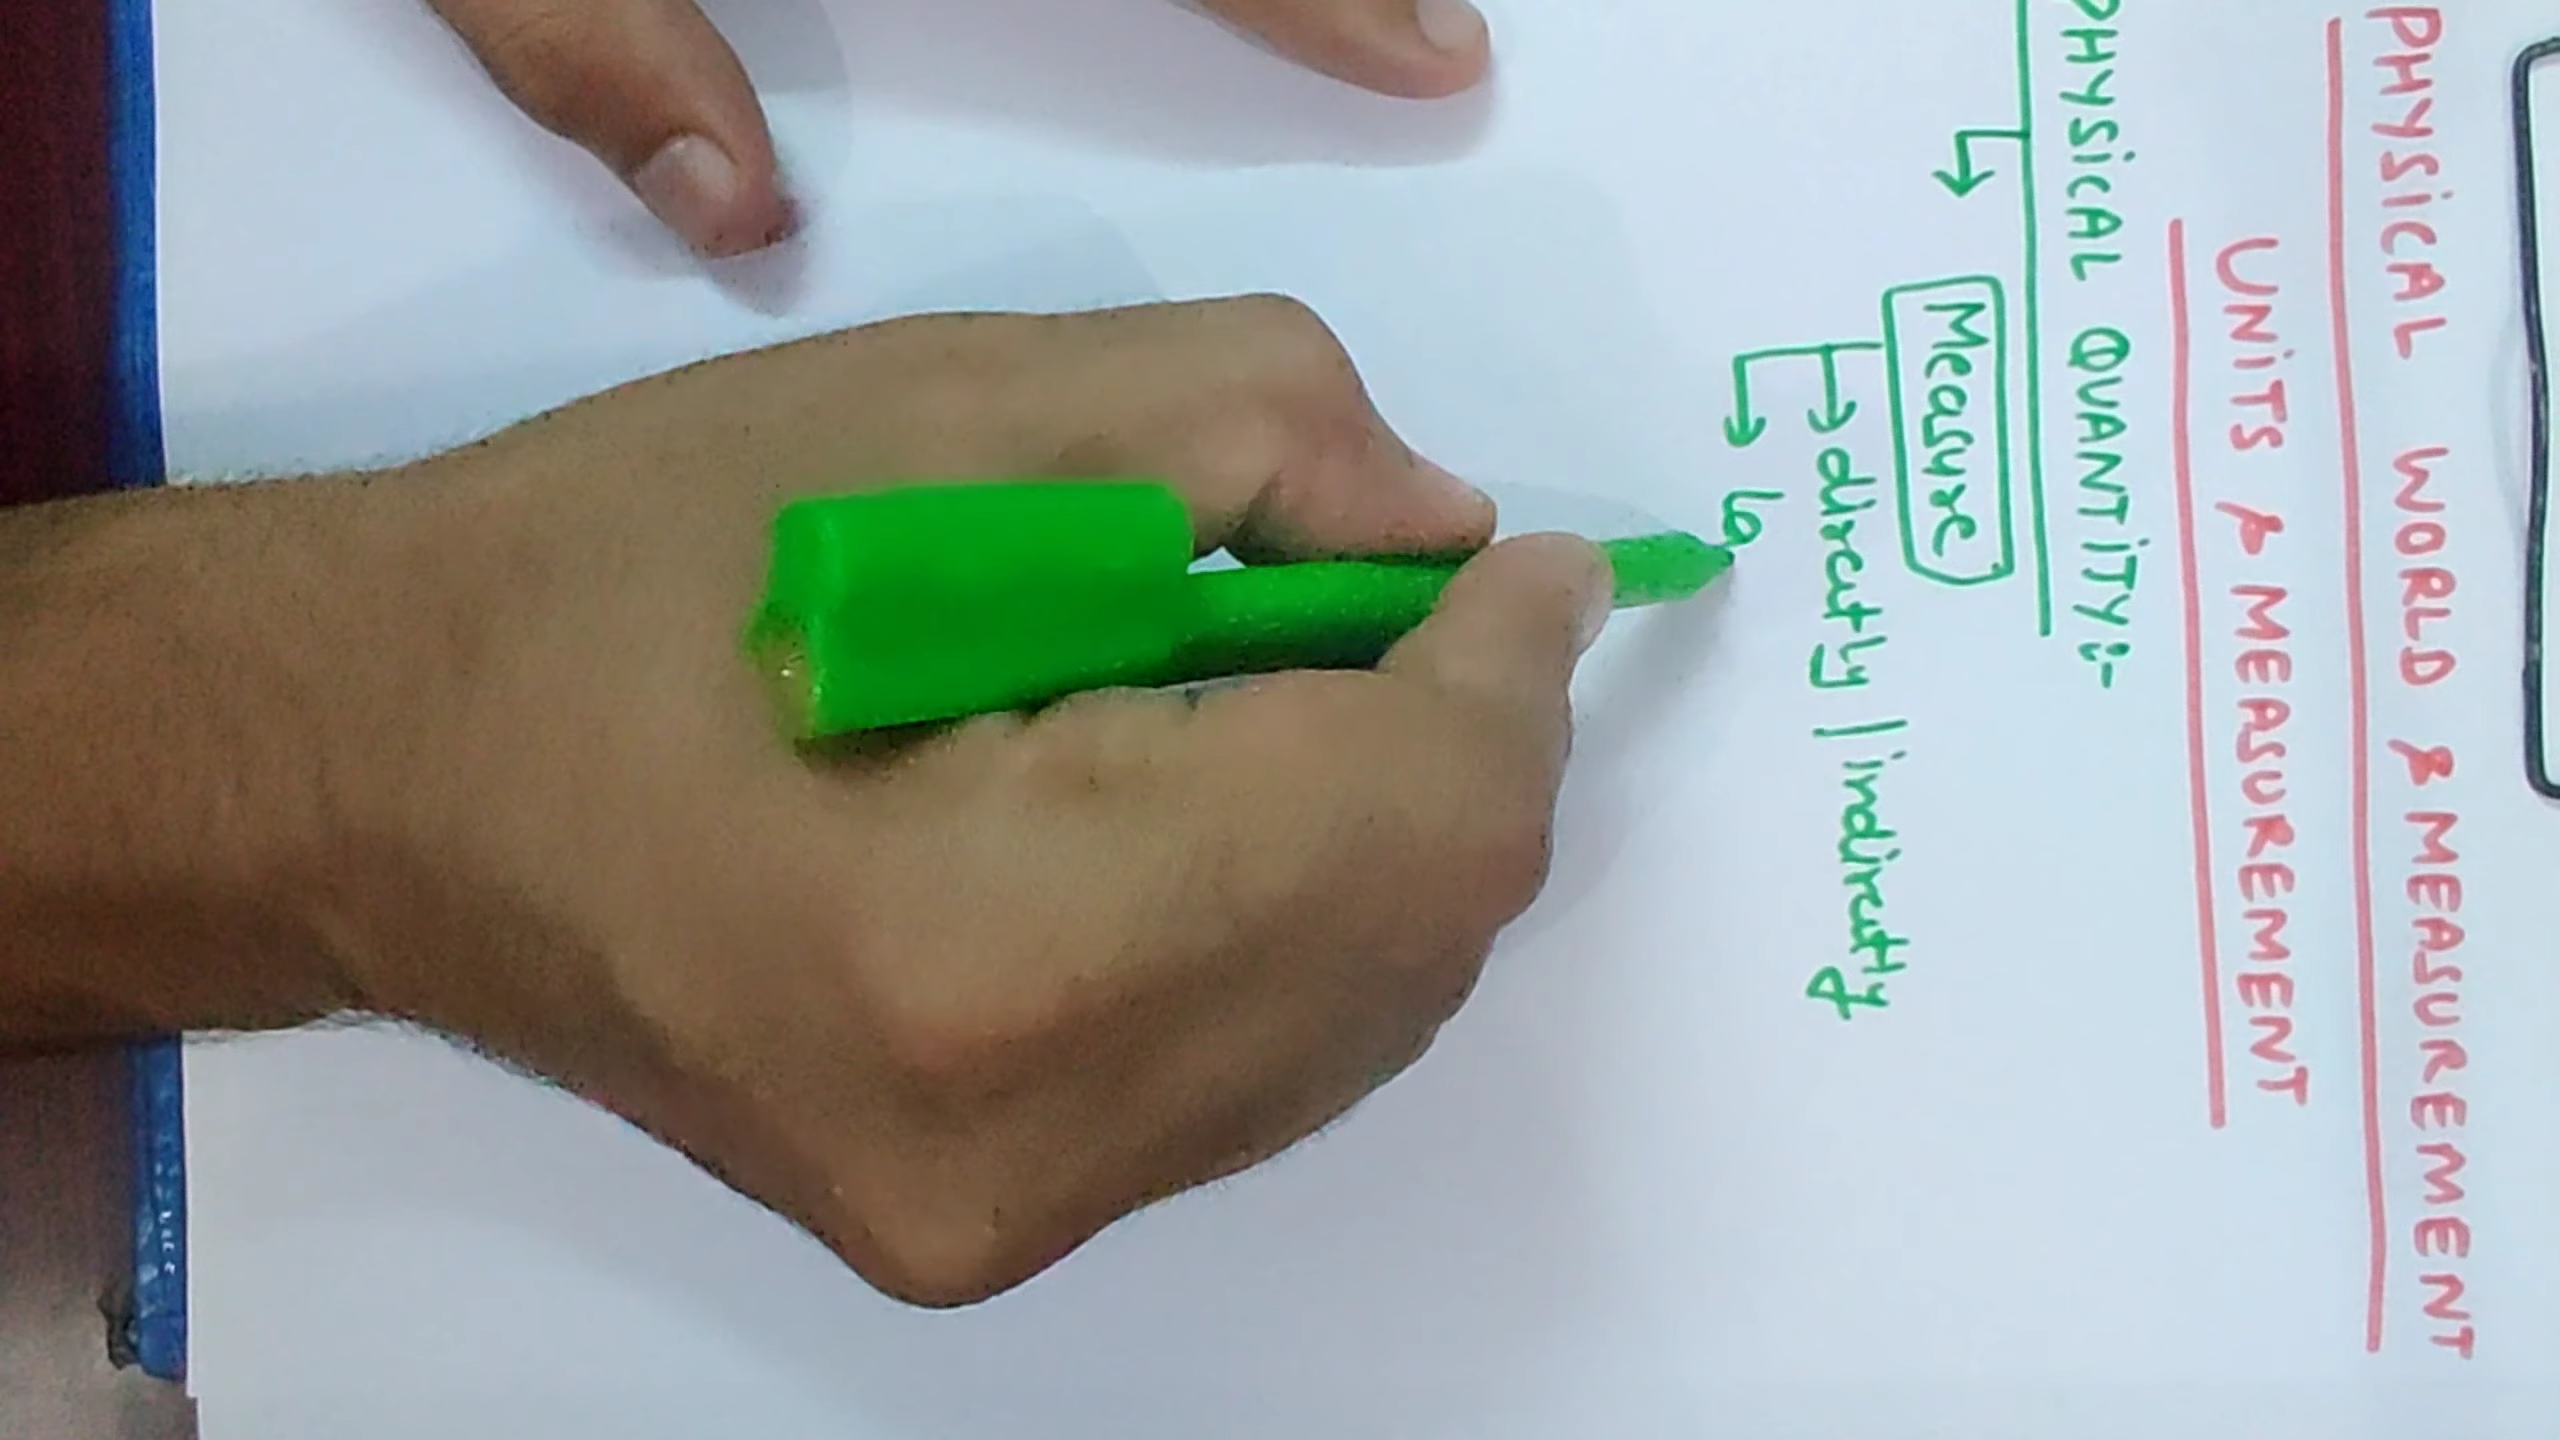 PHYSICAL WORLD & MEASUREMENT
UNITS & MEASUREMENT
PHYSICAL QUANTITY:-
Measure
directly / indirectly